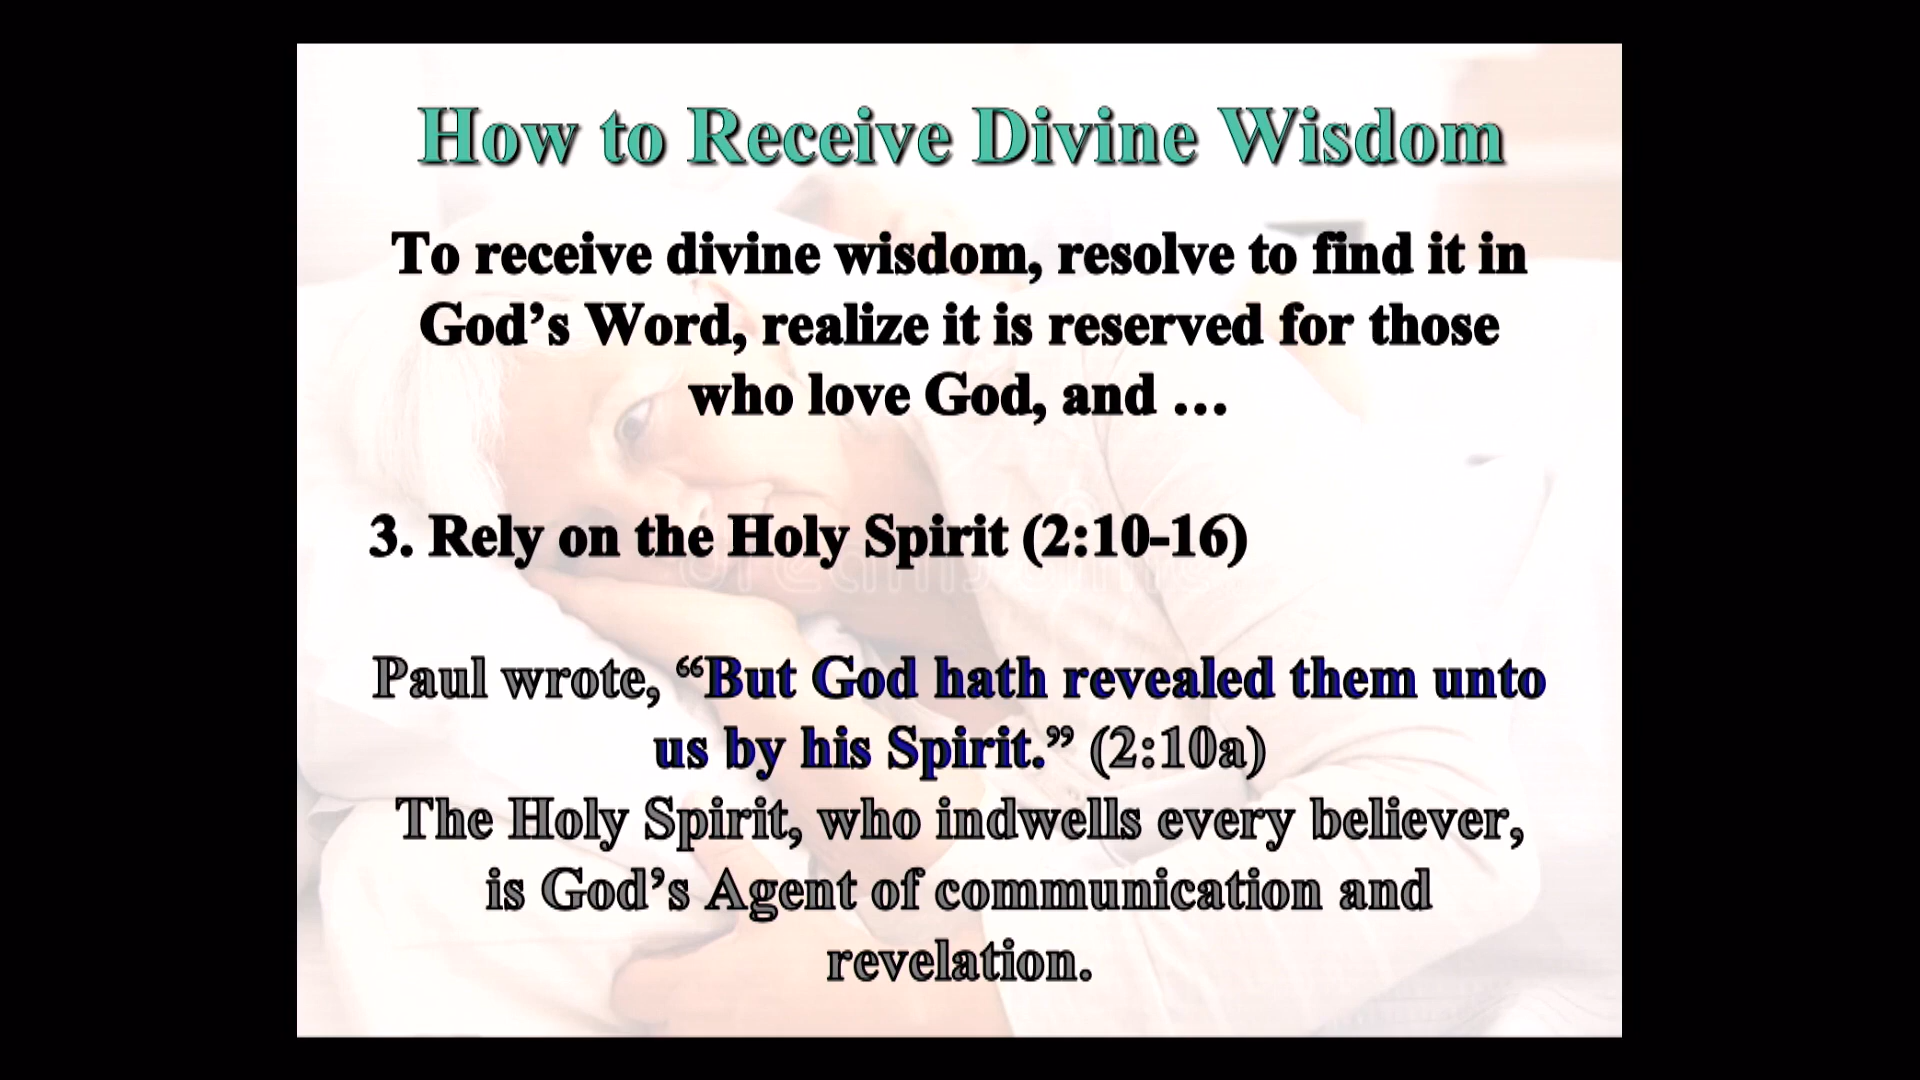 How to Receive Divine Wisdom
To receive divine wisdom, resolve to find it in
God’s Word, realize it is reserved for those
who love God, and …
3. Rely on the Holy Spirit (2:10-16)
dreamstime
Paul wrote, “But God hath revealed them unto
us by his Spirit.” (2:10a)
The Holy Spirit, who indwells every believer,
is God’s Agent of communication and
revelation.